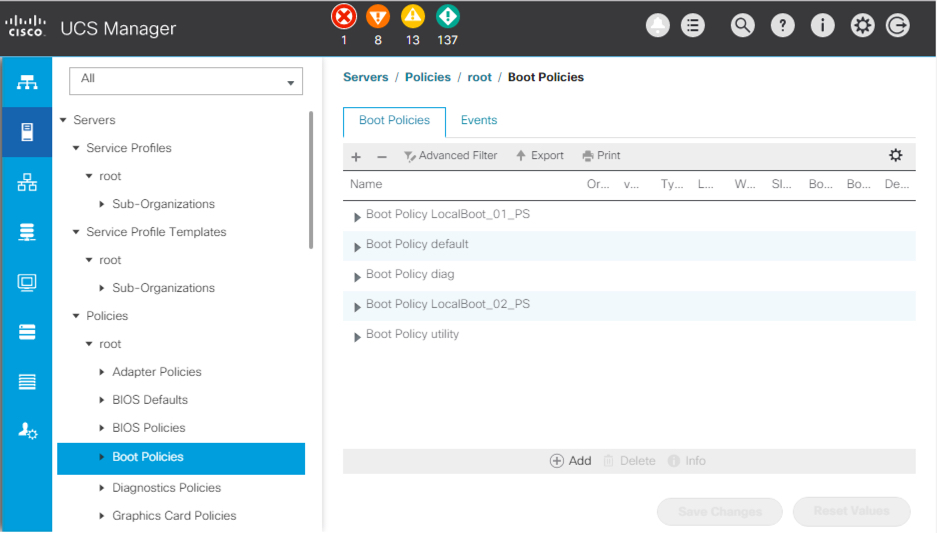 CISCO UCS Manager
1 8 13 137
All
Servers
Service Profiles
root
Sub-Organizations
Service Profile Templates
root
Sub-Organizations
Policies
root
Adapter Policies
BIOS Defaults
BIOS Policies
Boot Policies
Diagnostics Policies
Graphics Card Policies
Servers / Policies / root / Boot Policies
Boot Policies Events
+ − Advanced Filter Export Print
Name Or... v... Ty... L... W... Sl... Bo... Bo... De...
Boot Policy LocalBoot_01_PS
Boot Policy default
Boot Policy diag
Boot Policy LocalBoot_02_PS
Boot Policy utility
Add Delete Info
Save Changes Reset Values